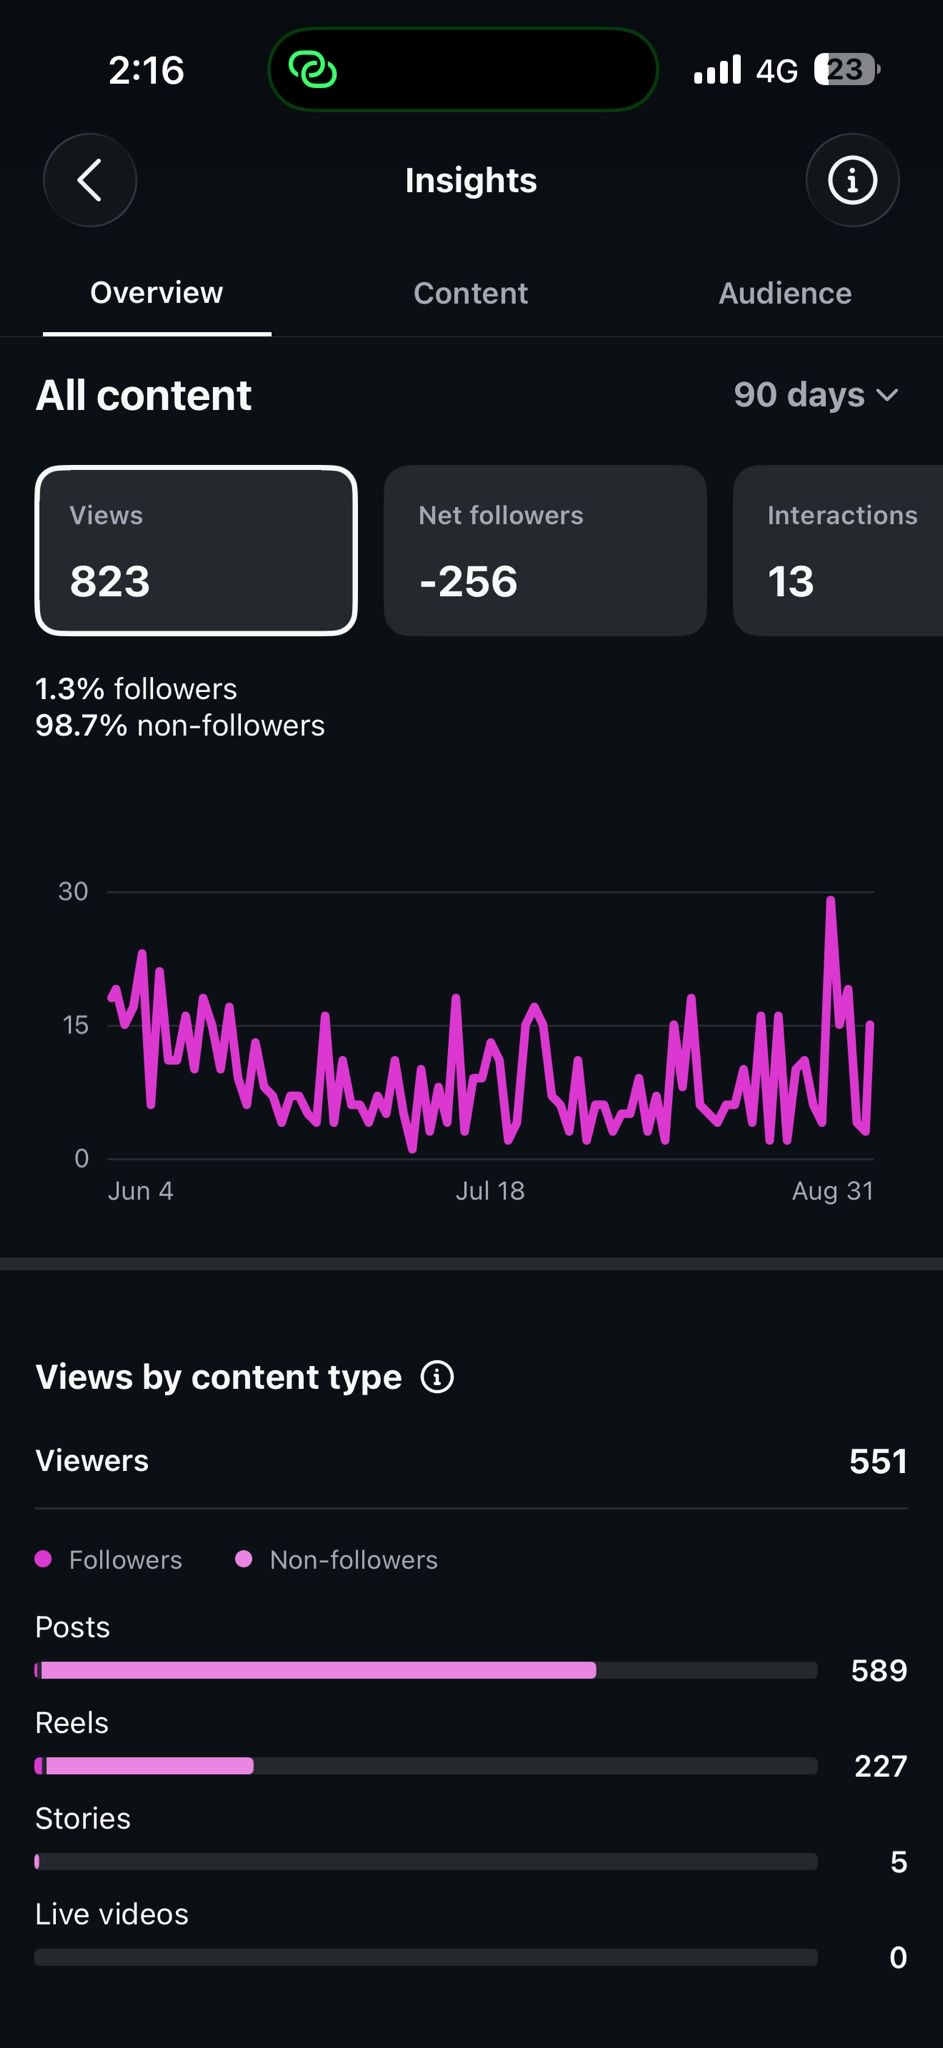 2:16
4G
23
Insights
Overview
Content
Audience
All content
90 days
Views
823
Net followers
-256
Interactions
13
1.3% followers
98.7% non-followers
30
15
0
Jun 4
Jul 18
Aug 31
Views by content type
Viewers
551
Followers
Non-followers
Posts
589
Reels
227
Stories
5
Live videos
0